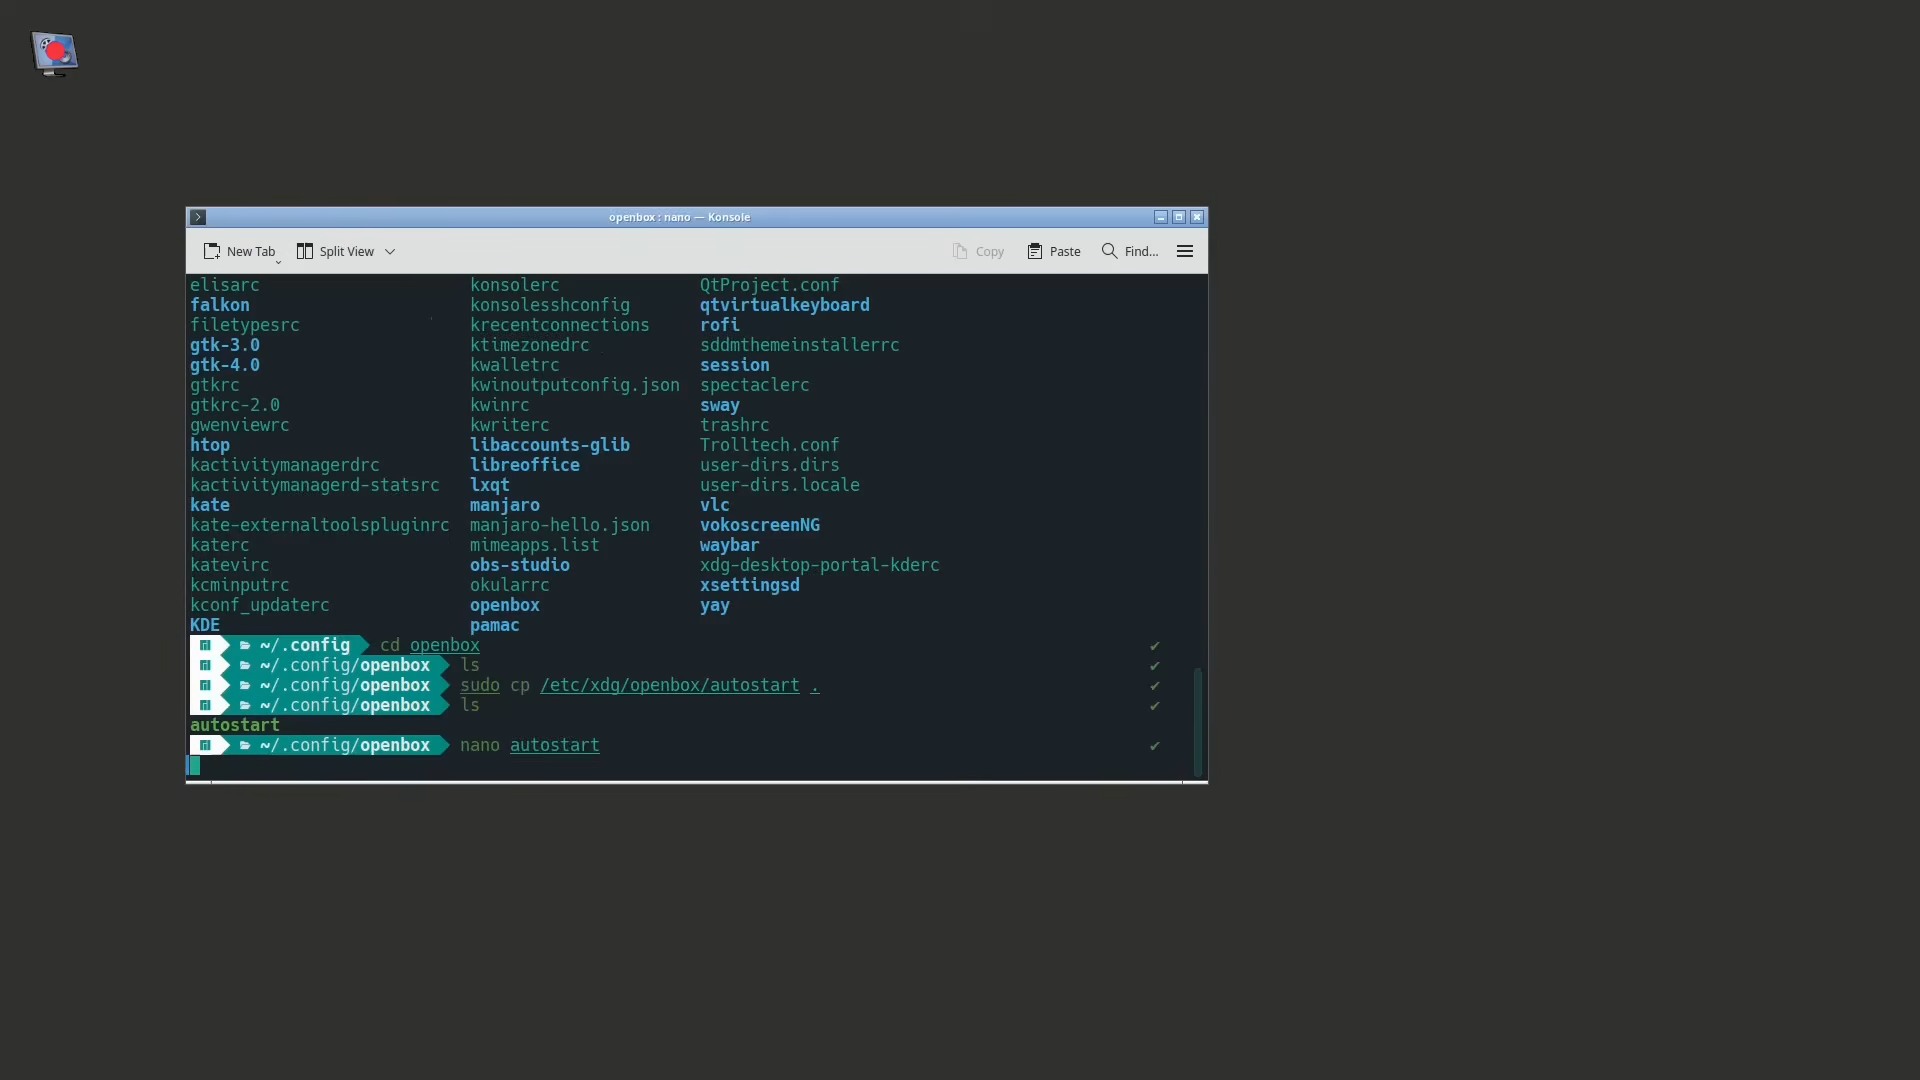 openbox : nano — Konsole
New Tab Split View Copy Paste Find...
elisarc konsolerc QtProject.conf
falkon konsolesshconfig qtvirtualkeyboard
filetypesrc krecentconnections rofi
gtk-3.0 ktimezonedrc sddmthemeinstallerrc
gtk-4.0 kwalletrc session
gtkrc kwinoutputconfig.json spectaclerc
gtkrc-2.0 kwinrc sway
gwenviewrc kwriterc trashrc
htop libaccounts-glib Trolltech.conf
kactivitymanagerdrc libreoffice user-dirs.dirs
kactivitymanagerd-statsrc lxqt user-dirs.locale
kate manjaro vlc
kate-externaltoolspluginrc manjaro-hello.json vokoscreenNG
katerc mimeapps.list waybar
katevirc obs-studio xdg-desktop-portal-kderc
kcminputrc okularrc xsettingsd
kconf_updaterc openbox yay
KDE pamac
~/.config cd openbox ✔
~/.config/openbox ls ✔
~/.config/openbox sudo cp /etc/xdg/openbox/autostart . ✔
~/.config/openbox ls ✔
autostart
~/.config/openbox nano autostart ✔